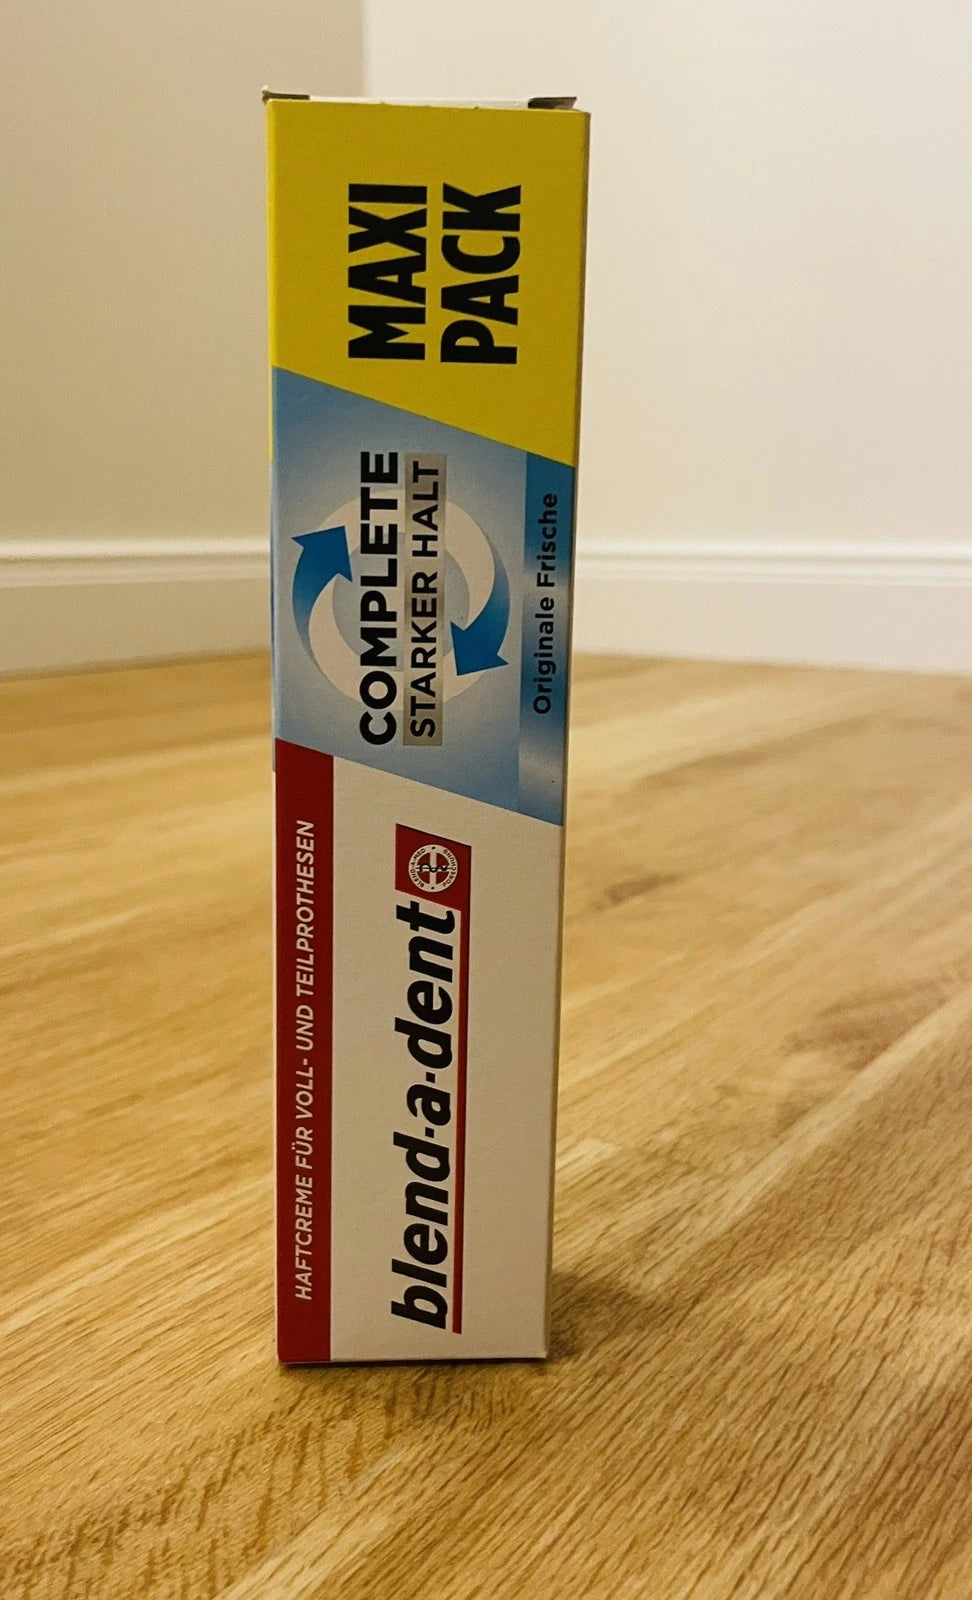 HAFTCREME FÜR VOLL- UND TEILPROTHESEN
blend-a-dent
COMPLETE
STARKER HALT
Originale Frische
MAXI
PACK